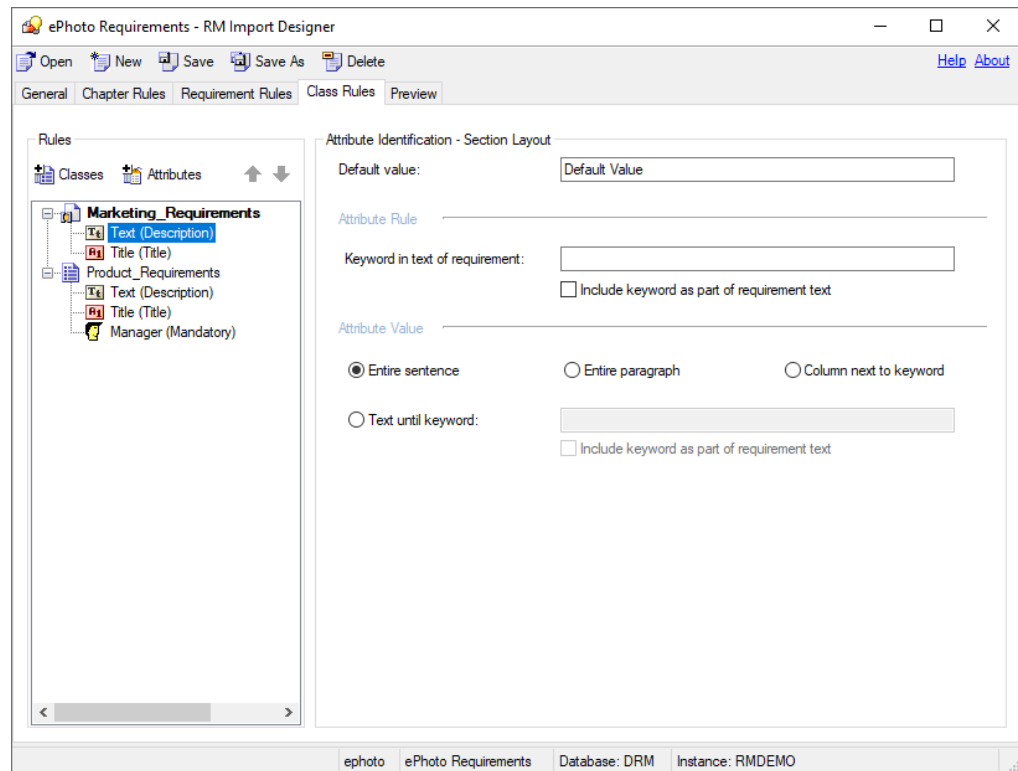 ePhoto Requirements - RM Import Designer
Open New Save Save As Delete Help About
General Chapter Rules Requirement Rules Class Rules Preview
Rules
Classes Attributes
Marketing_Requirements
Text (Description)
Title (Title)
Product_Requirements
Text (Description)
Title (Title)
Manager (Mandatory)
Attribute Identification - Section Layout
Default value: Default Value
Attribute Rule
Keyword in text of requirement:
Include keyword as part of requirement text
Attribute Value
Entire sentence Entire paragraph Column next to keyword
Text until keyword:
Include keyword as part of requirement text
ephoto ePhoto Requirements Database: DRM Instance: RMDEMO